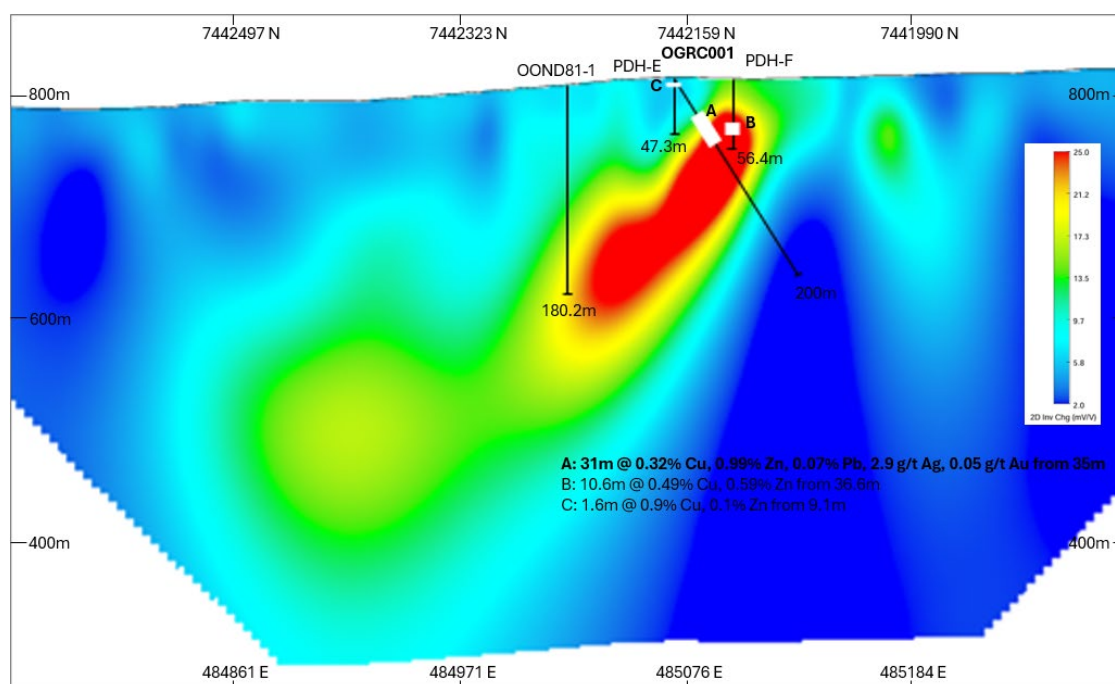 7442497 N
7442323 N
7442159 N
7441990 N
OGRC001
OOND81-1
PDH-E
PDH-F
C
A
B
800m
800m
47.3m
56.4m
25.0
21.2
17.3
13.5
9.7
5.8
2.0
2D Inv Chg (mV/V)
200m
180.2m
600m
A: 31m @ 0.32% Cu, 0.99% Zn, 0.07% Pb, 2.9 g/t Ag, 0.05 g/t Au from 35m
B: 10.6m @ 0.49% Cu, 0.59% Zn from 36.6m
C: 1.6m @ 0.9% Cu, 0.1% Zn from 9.1m
400m
400m
484861 E
484971 E
485076 E
485184 E